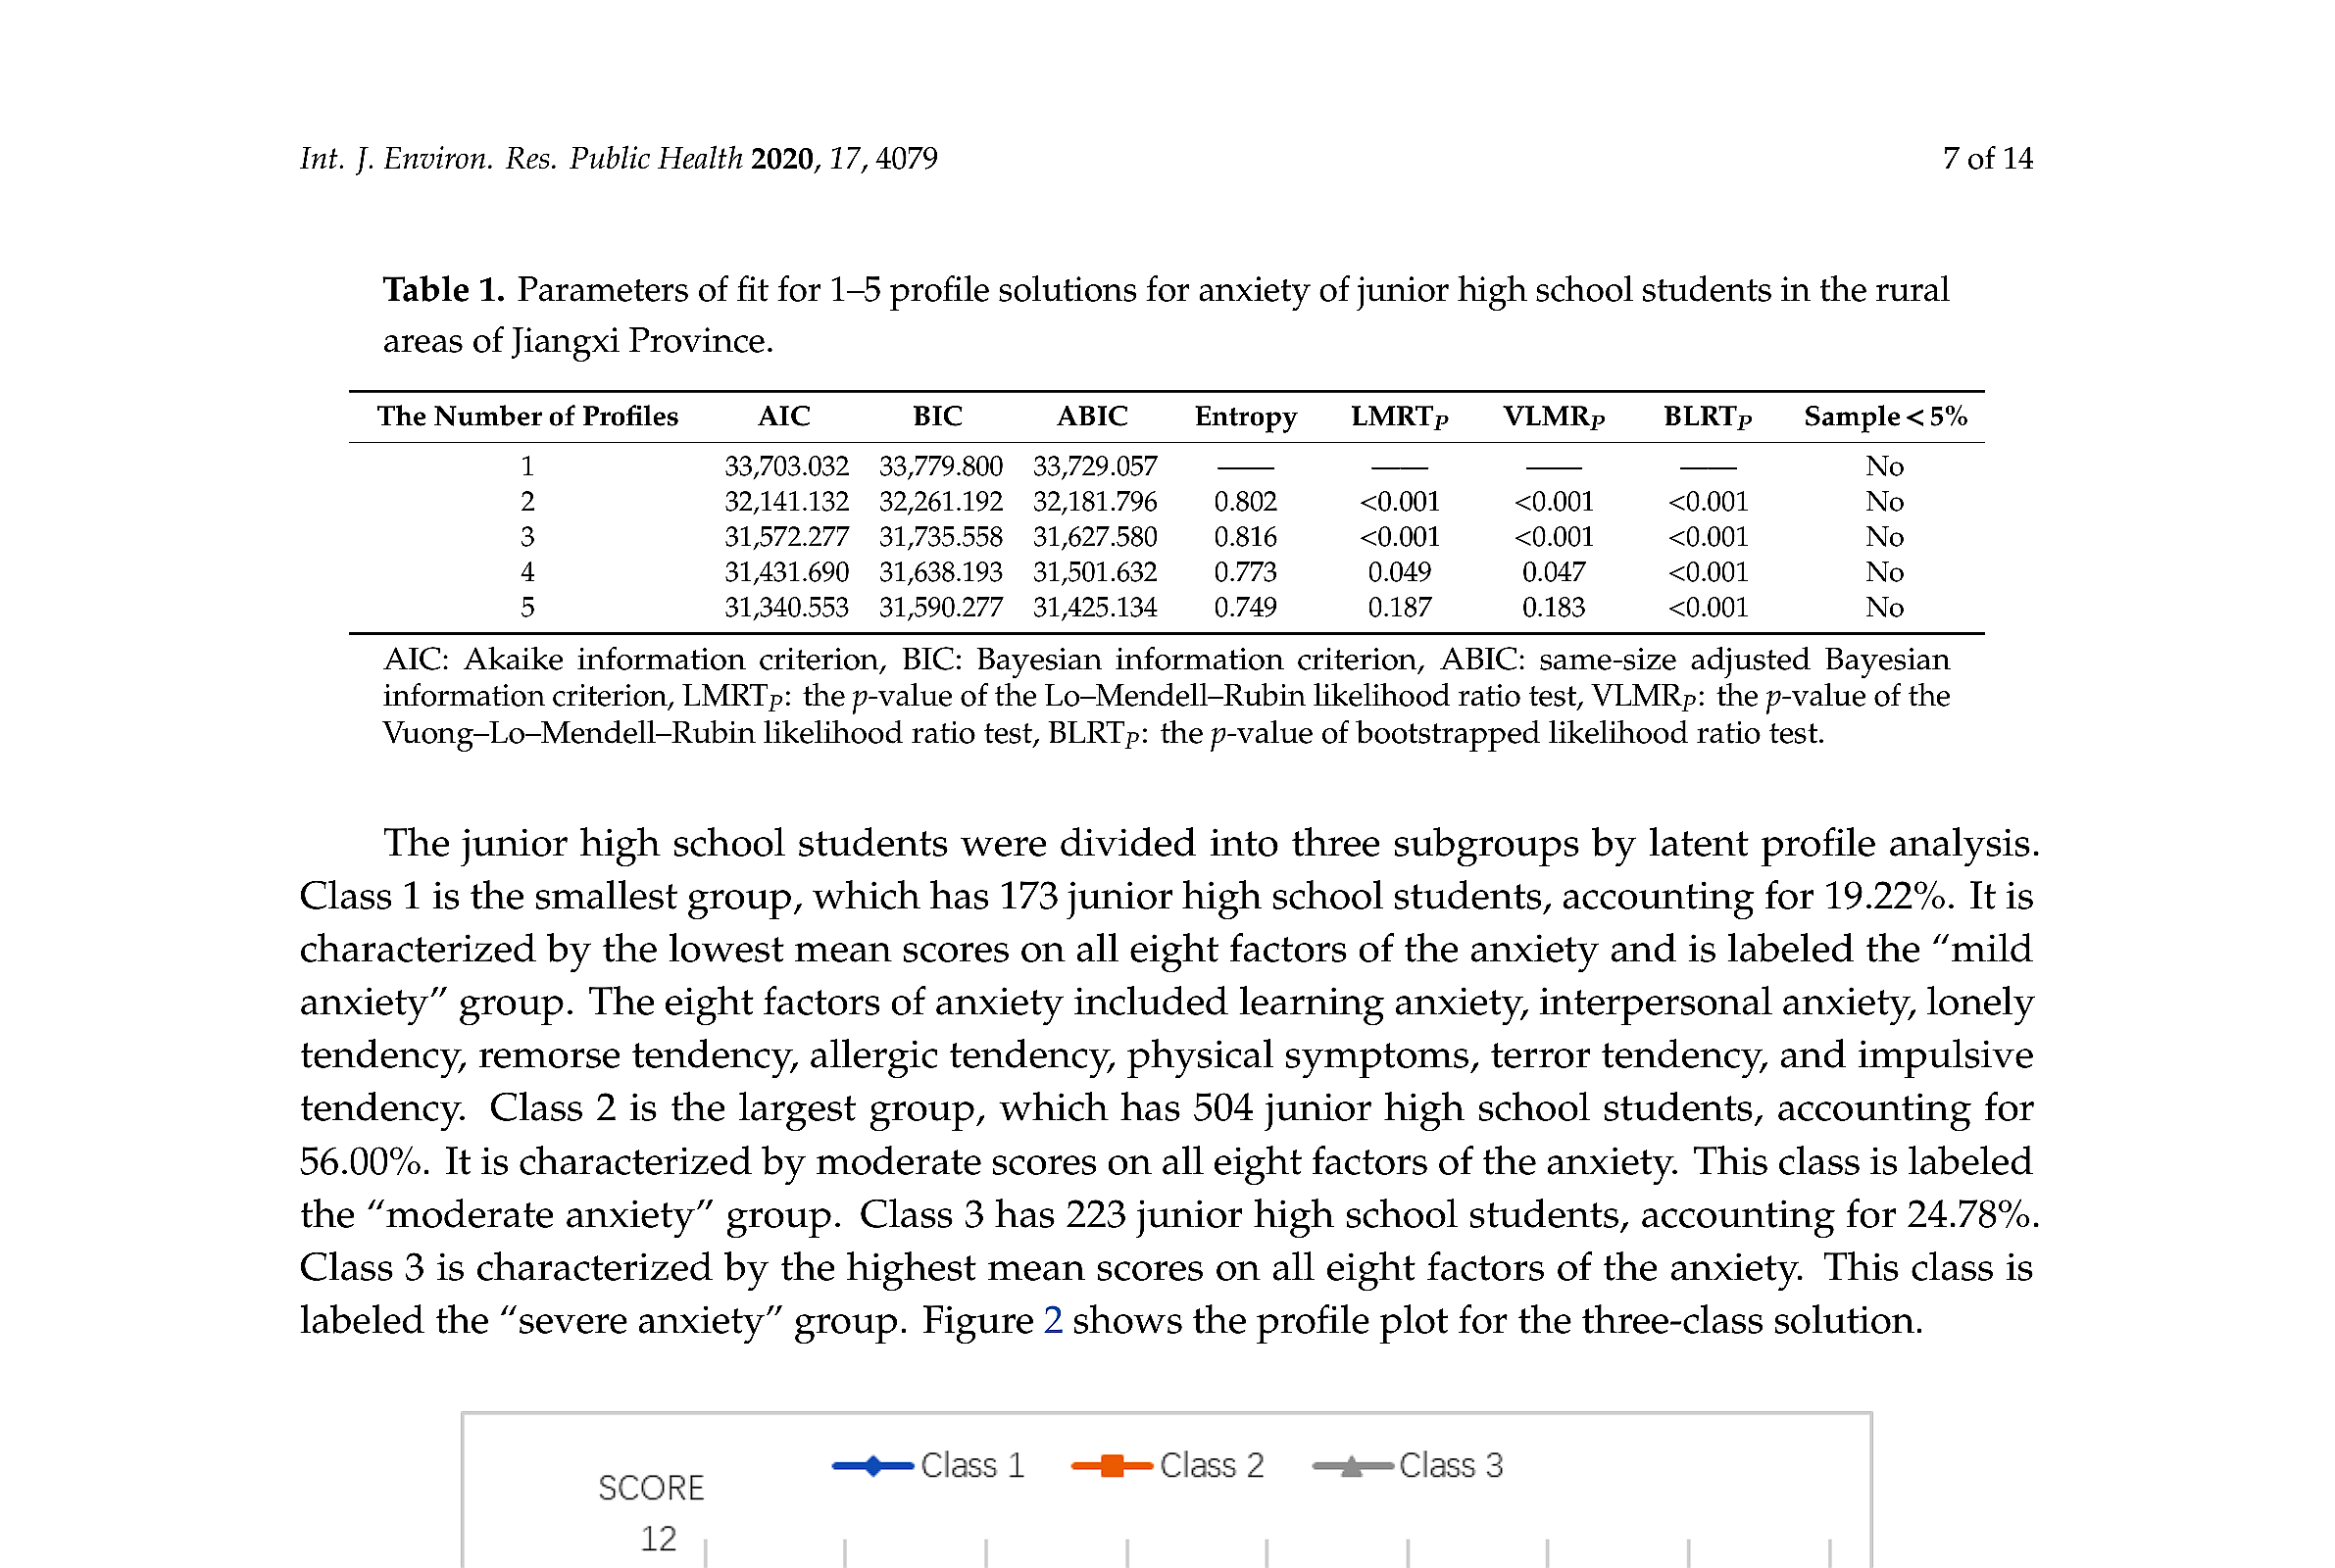 Int. J. Environ. Res. Public Health 2020, 17, 4079 7 of 14
Table 1. Parameters of fit for 1–5 profile solutions for anxiety of junior high school students in the rural
areas of Jiangxi Province.
The Number of Profiles AIC BIC ABIC Entropy LMRTP VLMRP BLRTP Sample < 5%
1 33,703.032 33,779.800 33,729.057 —— —— —— —— No
2 32,141.132 32,261.192 32,181.796 0.802 <0.001 <0.001 <0.001 No
3 31,572.277 31,735.558 31,627.580 0.816 <0.001 <0.001 <0.001 No
4 31,431.690 31,638.193 31,501.632 0.773 0.049 0.047 <0.001 No
5 31,340.553 31,590.277 31,425.134 0.749 0.187 0.183 <0.001 No
AIC: Akaike information criterion, BIC: Bayesian information criterion, ABIC: same-size adjusted Bayesian
information criterion, LMRTP: the p-value of the Lo–Mendell–Rubin likelihood ratio test, VLMRP: the p-value of the
Vuong–Lo–Mendell–Rubin likelihood ratio test, BLRTP: the p-value of bootstrapped likelihood ratio test.
The junior high school students were divided into three subgroups by latent profile analysis.
Class 1 is the smallest group, which has 173 junior high school students, accounting for 19.22%. It is
characterized by the lowest mean scores on all eight factors of the anxiety and is labeled the “mild
anxiety” group. The eight factors of anxiety included learning anxiety, interpersonal anxiety, lonely
tendency, remorse tendency, allergic tendency, physical symptoms, terror tendency, and impulsive
tendency. Class 2 is the largest group, which has 504 junior high school students, accounting for
56.00%. It is characterized by moderate scores on all eight factors of the anxiety. This class is labeled
the “moderate anxiety” group. Class 3 has 223 junior high school students, accounting for 24.78%.
Class 3 is characterized by the highest mean scores on all eight factors of the anxiety. This class is
labeled the “severe anxiety” group. Figure 2 shows the profile plot for the three-class solution.
Class 1 Class 2 Class 3
SCORE
12